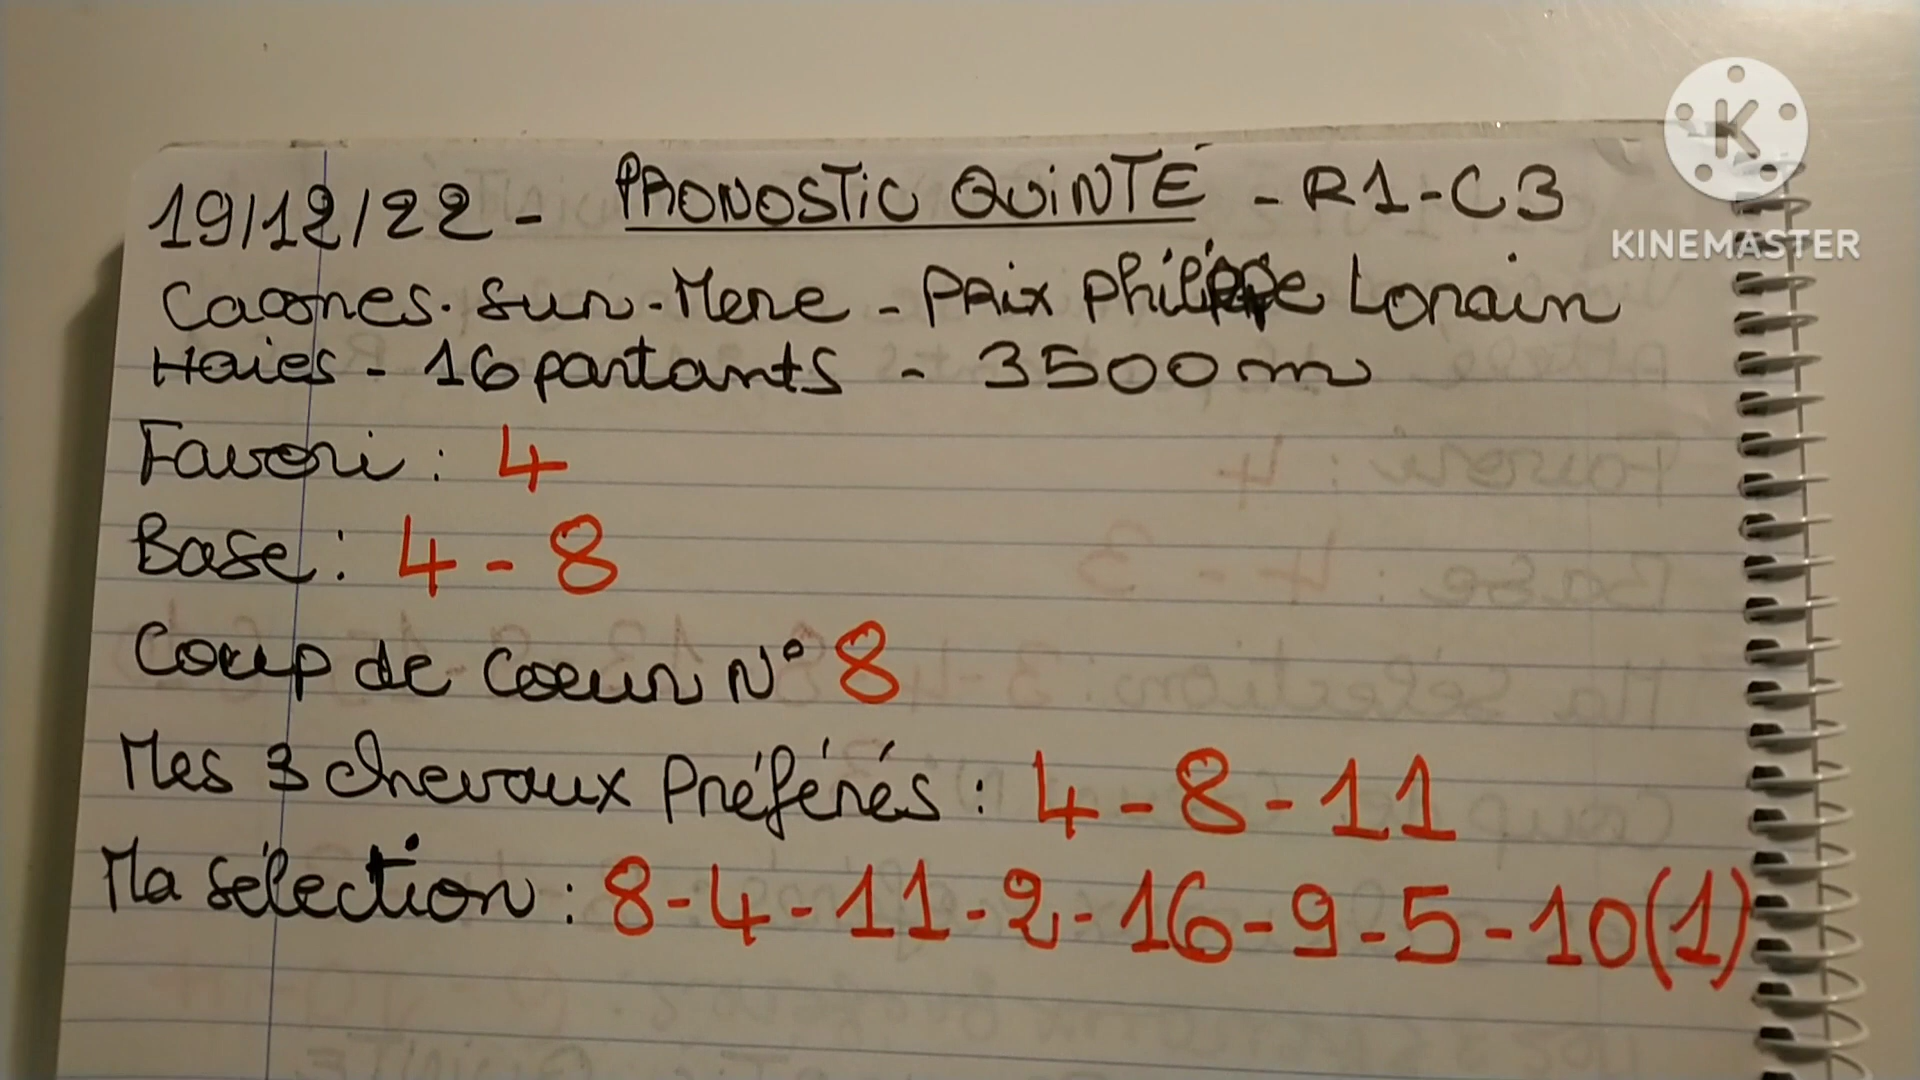 19/12/22 - PRONOSTIC QUINTÉ - R1-C3
Cagnes-sur-Mere - Prix Philippe Lorain
Haies - 16 partants - 3500m
Favori : 4
Base : 4 - 8
Coup de coeur N° 8
Mes 3 chevaux préférés : 4 - 8 - 11
Ma sélection : 8 - 4 - 11 - 2 - 16 - 9 - 5 - 10 (1)
K
KINEMASTER